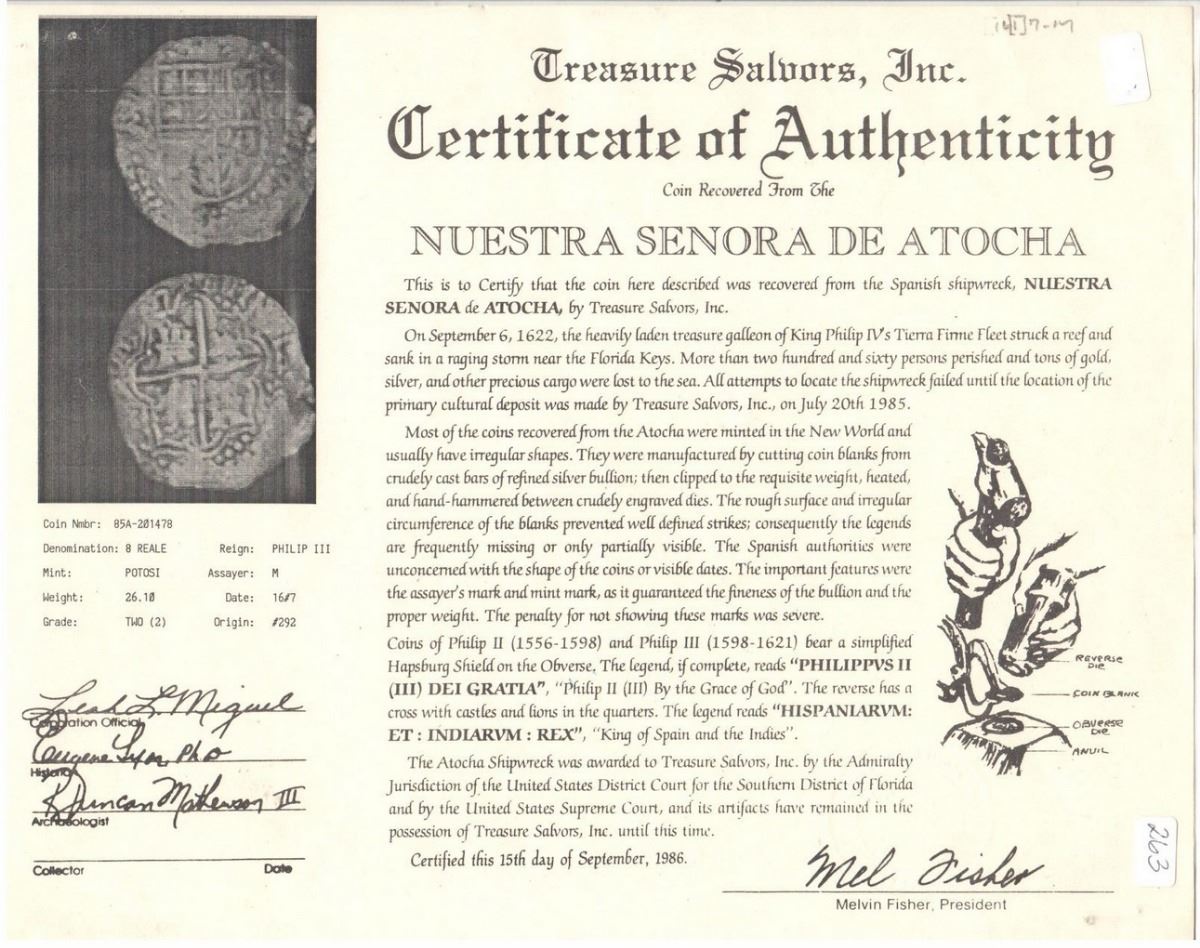 Treasure Salvors, Inc.
Certificate of Authenticity
Coin Recovered From The
NUESTRA SENORA DE ATOCHA
This is to Certify that the coin here described was recovered from the Spanish shipwreck, NUESTRA
SENORA de ATOCHA, by Treasure Salvors, Inc.
On September 6, 1622, the heavily laden treasure galleon of King Philip IV's Tierra Firme Fleet struck a reef and
sank in a raging storm near the Florida Keys. More than two hundred and sixty persons perished and tons of gold,
silver, and other precious cargo were lost to the sea. All attempts to locate the shipwreck failed until the location of the
primary cultural deposit was made by Treasure Salvors, Inc., on July 20th 1985.
Most of the coins recovered from the Atocha were minted in the New World and
usually have irregular shapes. They were manufactured by cutting coin blanks from
crudely cast bars of refined silver bullion; then clipped to the requisite weight, heated,
and hand-hammered between crudely engraved dies. The rough surface and irregular
circumference of the blanks prevented well defined strikes; consequently the legends
are frequently missing or only partially visible. The Spanish authorities were
unconcerned with the shape of the coins or visible dates. The important features were
the assayer's mark and mint mark, as it guaranteed the fineness of the bullion and the
proper weight. The penalty for not showing these marks was severe.
Coins of Philip II (1556-1598) and Philip III (1598-1621) bear a simplified
Hapsburg Shield on the Obverse. The legend, if complete, reads "PHILIPPVS II
(III) DEI GRATIA", "Philip II (III) By the Grace of God". The reverse has a
cross with castles and lions in the quarters. The legend reads "HISPANIARVM:
ET : INDIARVM : REX", "King of Spain and the Indies".
The Atocha Shipwreck was awarded to Treasure Salvors, Inc. by the Admiralty
Jurisdiction of the United States District Court for the Southern District of Florida
and by the United States Supreme Court, and its artifacts have remained in the
possession of Treasure Salvors, Inc. until this time.
Certified this 15th day of September, 1986.
Mel Fisher
Melvin Fisher, President
REVERSE
DIE
COIN BLANK
OBVERSE
DIE
ANVIL
263
Coin Nmbr: 85A-201478
Denomination: 8 REALE Reign: PHILIP III
Mint: POTOSI Assayer: M
Weight: 26.10 Date: 16#7
Grade: TWO (2) Origin: #292
Leah L. Miguel
Corporation Official
Eugene Lyon, PhD
Historian
R Duncan Mathewson III
Archaeologist
Collector Date